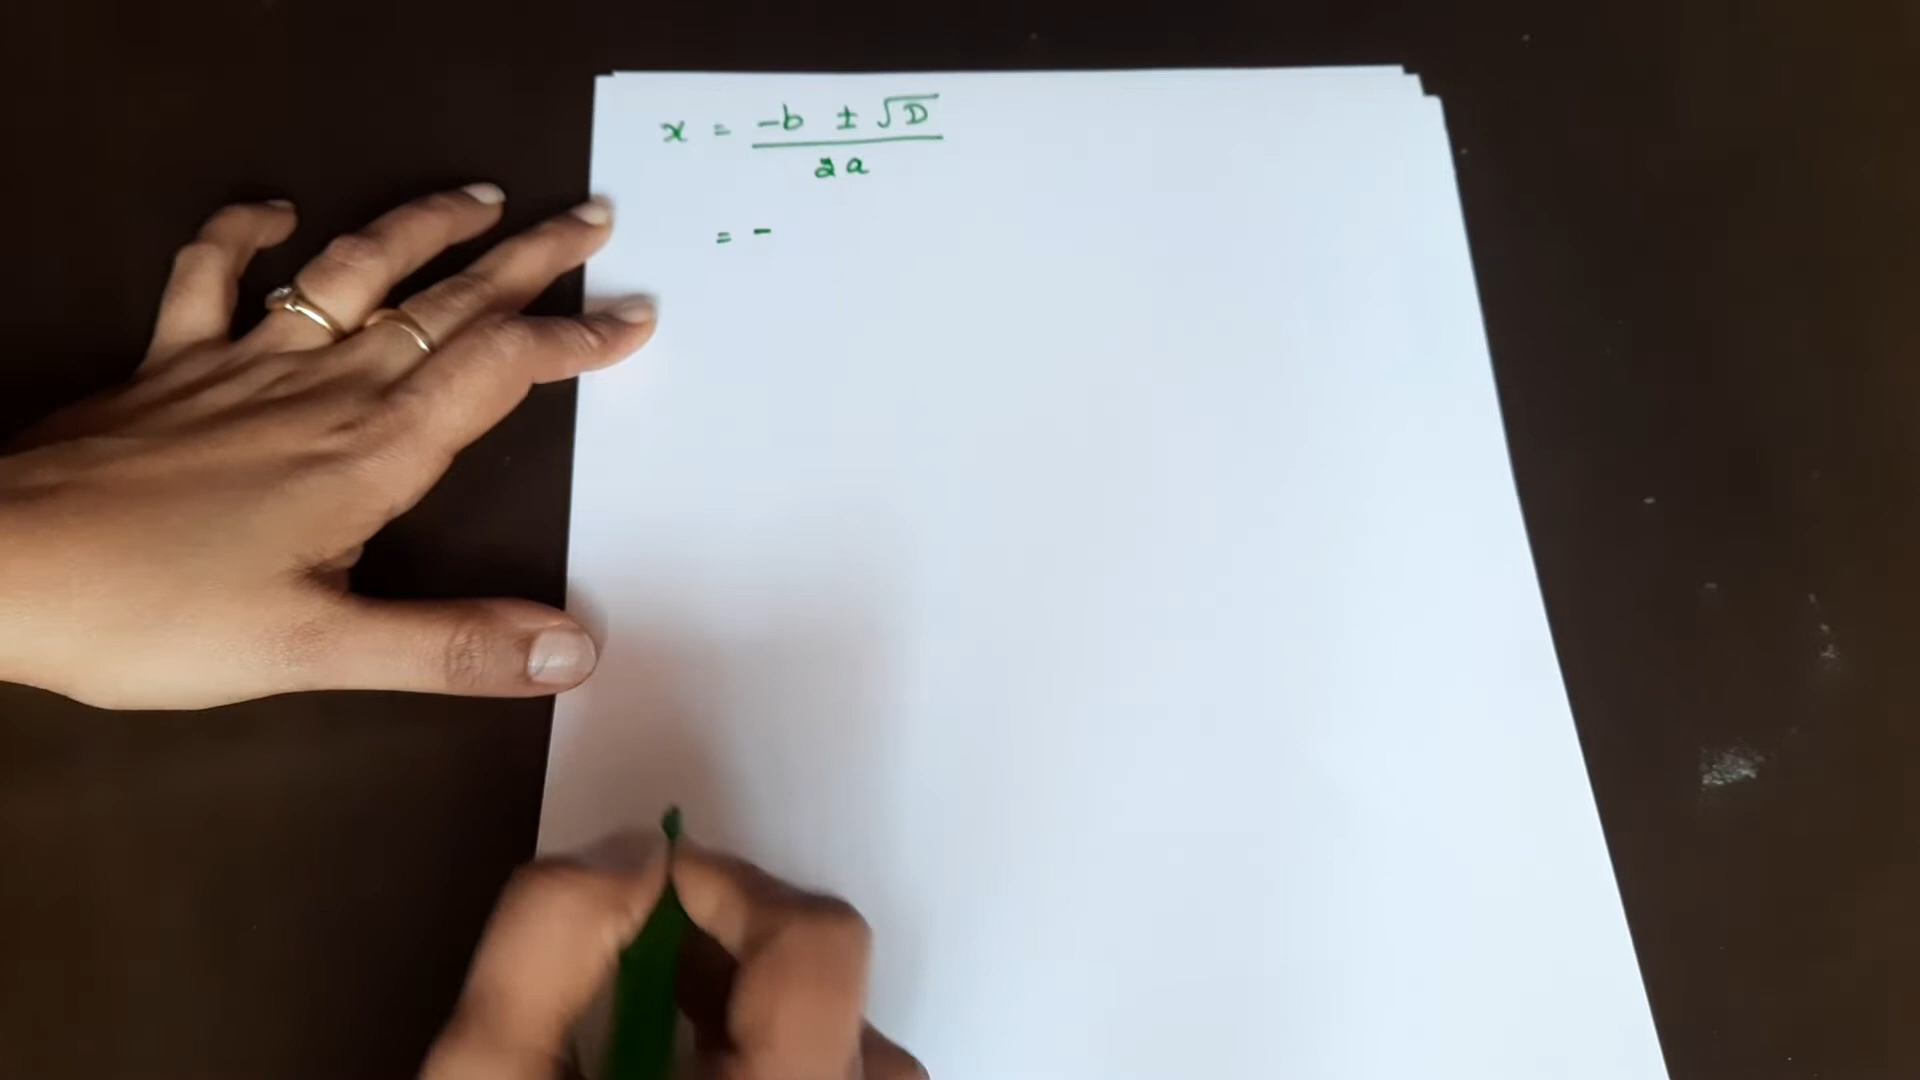 x = -b ± √D / 2a
= -